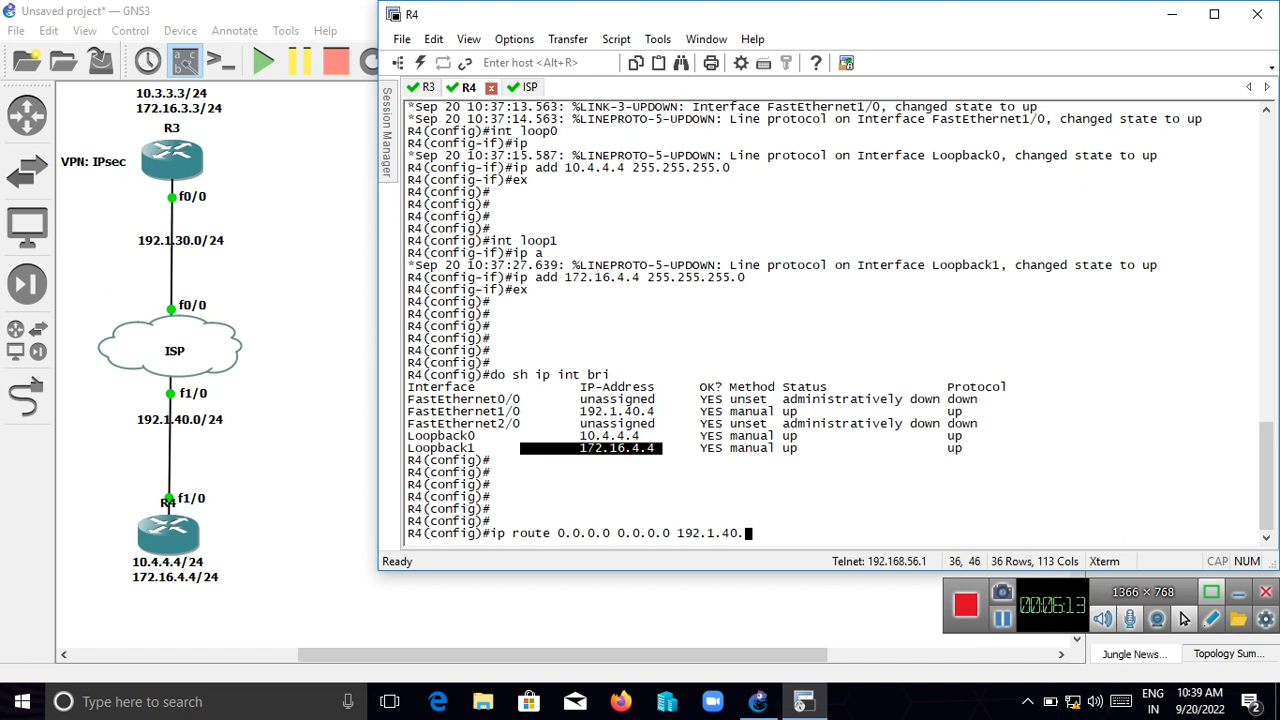 Unsaved project* — GNS3
File Edit View Control Device Annotate Tools Help
10.3.3.3/24
172.16.3.3/24
R3
VPN: IPsec
f0/0
192.1.30.0/24
f0/0
ISP
f1/0
192.1.40.0/24
R4
f1/0
10.4.4.4/24
172.16.4.4/24
R4
File Edit View Options Transfer Script Tools Window Help
Enter host <Alt+R>
R3 R4 ISP
Session Manager
*Sep 20 10:37:13.563: %LINK-3-UPDOWN: Interface FastEthernet1/0, changed state to up
*Sep 20 10:37:14.563: %LINEPROTO-5-UPDOWN: Line protocol on Interface FastEthernet1/0, changed state to up
R4(config)#int loop0
R4(config-if)#ip
*Sep 20 10:37:15.587: %LINEPROTO-5-UPDOWN: Line protocol on Interface Loopback0, changed state to up
R4(config-if)#ip add 10.4.4.4 255.255.255.0
R4(config-if)#ex
R4(config)#
R4(config)#
R4(config)#
R4(config)#
R4(config)#int loop1
R4(config-if)#ip a
*Sep 20 10:37:27.639: %LINEPROTO-5-UPDOWN: Line protocol on Interface Loopback1, changed state to up
R4(config-if)#ip add 172.16.4.4 255.255.255.0
R4(config-if)#ex
R4(config)#
R4(config)#
R4(config)#
R4(config)#
R4(config)#
R4(config)#
R4(config)#do sh ip int bri
Interface IP-Address OK? Method Status Protocol
FastEthernet0/0 unassigned YES unset administratively down down
FastEthernet1/0 192.1.40.4 YES manual up up
FastEthernet2/0 unassigned YES unset administratively down down
Loopback0 10.4.4.4 YES manual up up
Loopback1 172.16.4.4 YES manual up up
R4(config)#
R4(config)#
R4(config)#
R4(config)#
R4(config)#
R4(config)#
R4(config)#ip route 0.0.0.0 0.0.0.0 192.1.40.
Ready Telnet: 192.168.56.1 36, 46 36 Rows, 113 Cols Xterm CAP NUM
00:06:13
1366 × 768
Jungle News... Topology Sum...
Type here to search
ENG
IN
10:39 AM
9/20/2022
2